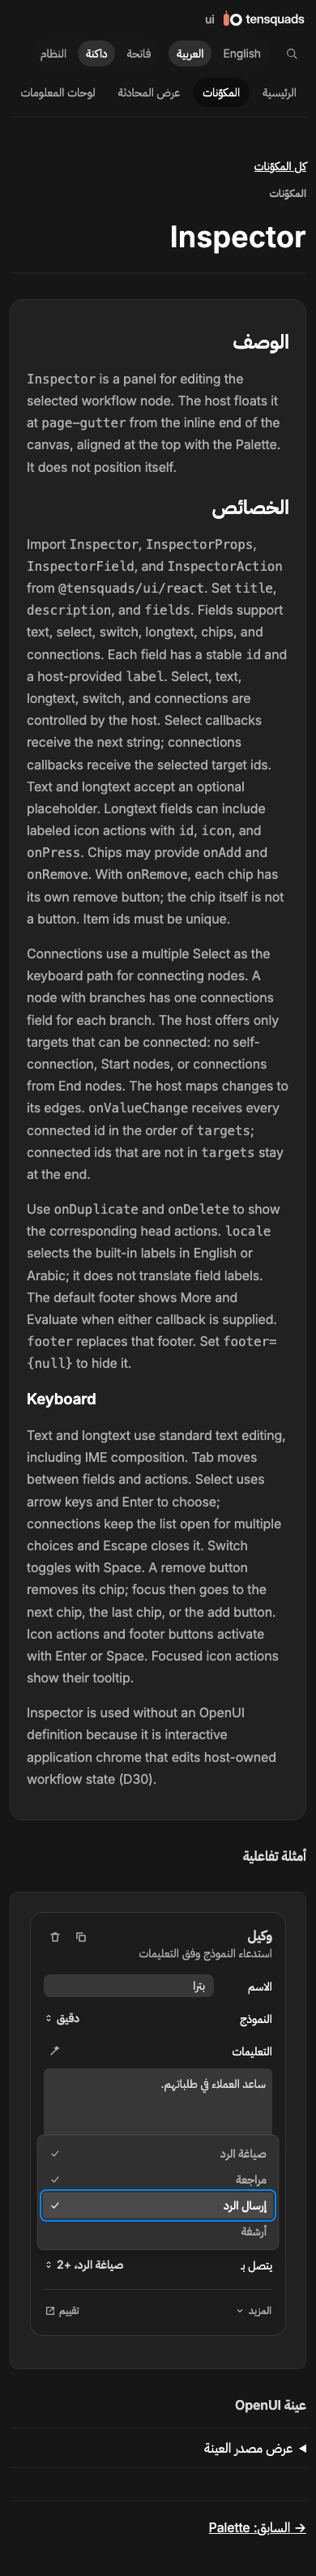 tensquads ui
English العربية فاتحة داكنة النظام
الرئيسية المكوّنات عرض المحادثة لوحات المعلومات
كل المكوّنات
المكوّنات
Inspector
الوصف
Inspector is a panel for editing the
selected workflow node. The host floats it
at page-gutter from the inline end of the
canvas, aligned at the top with the Palette.
It does not position itself.
الخصائص
Import Inspector, InspectorProps,
InspectorField, and InspectorAction
from @tensquads/ui/react. Set title,
description, and fields. Fields support
text, select, switch, longtext, chips, and
connections. Each field has a stable id and
a host-provided label. Select, text,
longtext, switch, and connections are
controlled by the host. Select callbacks
receive the next string; connections
callbacks receive the selected target ids.
Text and longtext accept an optional
placeholder. Longtext fields can include
labeled icon actions with id, icon, and
onPress. Chips may provide onAdd and
onRemove. With onRemove, each chip has
its own remove button; the chip itself is not
a button. Item ids must be unique.
Connections use a multiple Select as the
keyboard path for connecting nodes. A
node with branches has one connections
field for each branch. The host offers only
targets that can be connected: no self-
connection, Start nodes, or connections
from End nodes. The host maps changes to
its edges. onValueChange receives every
connected id in the order of targets;
connected ids that are not in targets stay
at the end.
Use onDuplicate and onDelete to show
the corresponding head actions. locale
selects the built-in labels in English or
Arabic; it does not translate field labels.
The default footer shows More and
Evaluate when either callback is supplied.
footer replaces that footer. Set footer=
{null} to hide it.
Keyboard
Text and longtext use standard text editing,
including IME composition. Tab moves
between fields and actions. Select uses
arrow keys and Enter to choose;
connections keep the list open for multiple
choices and Escape closes it. Switch
toggles with Space. A remove button
removes its chip; focus then goes to the
next chip, the last chip, or the add button.
Icon actions and footer buttons activate
with Enter or Space. Focused icon actions
show their tooltip.
Inspector is used without an OpenUI
definition because it is interactive
application chrome that edits host-owned
workflow state (D30).
أمثلة تفاعلية
وكيل
استدعاء النموذج وفق التعليمات
الاسم بترا
النموذج دقيق
التعليمات
ساعد العملاء في طلباتهم.
صياغة الرد
مراجعة
إرسال الرد
أرشفة
يتصل بـ صياغة الرد، +2
المزيد تقييم
عينة OpenUI
عرض مصدر العينة
→ السابق: Palette